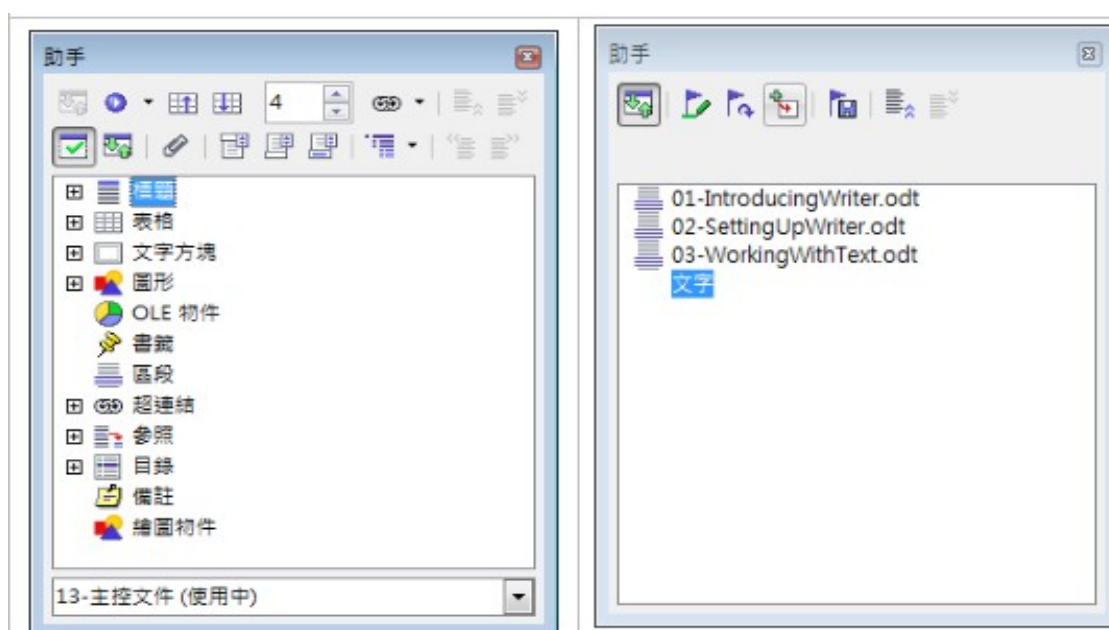 助手
4
標題
表格
文字方塊
圖形
OLE 物件
書籤
區段
超連結
參照
目錄
備註
繪圖物件
13-主控文件 (使用中)
助手
01-IntroducingWriter.odt
02-SettingUpWriter.odt
03-WorkingWithText.odt
文字